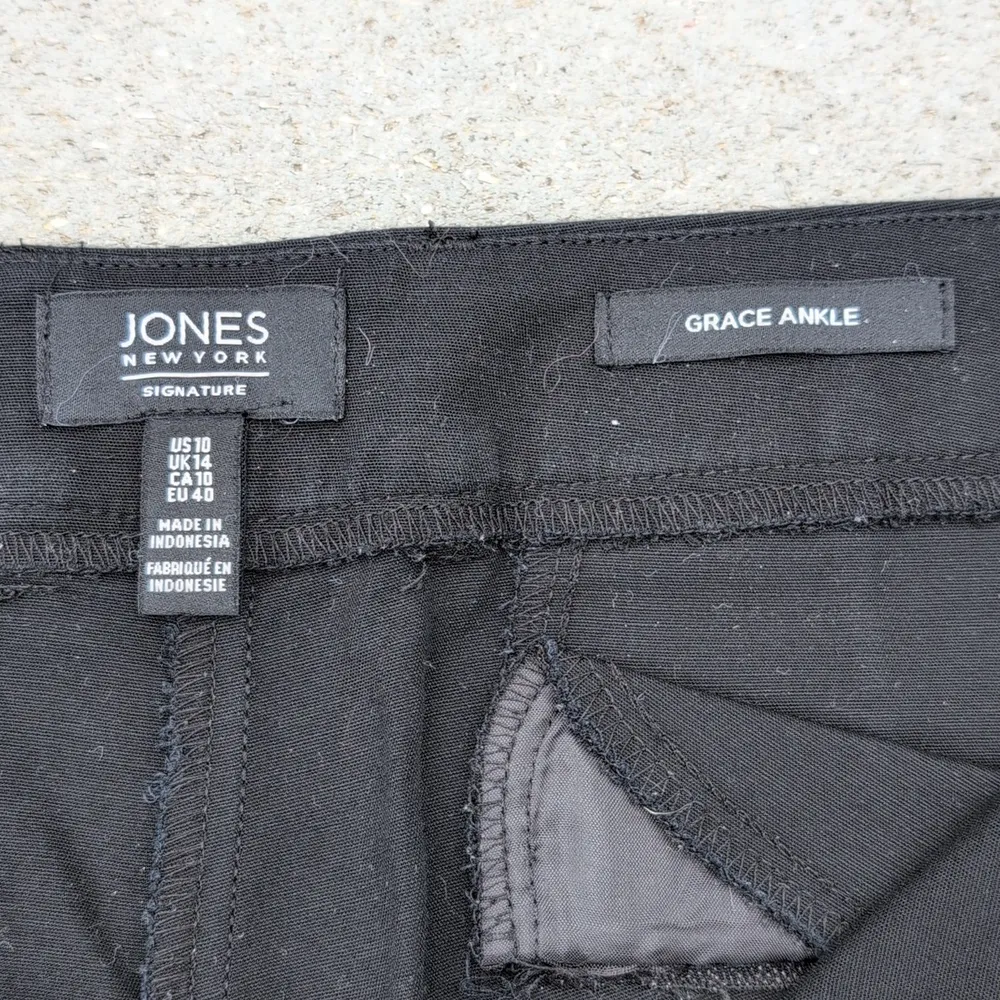 JONES
NEW YORK
SIGNATURE
US 10
UK 14
CA 10
EU 40
MADE IN
INDONESIA
FABRIQUÉ EN
INDONESIE
GRACE ANKLE